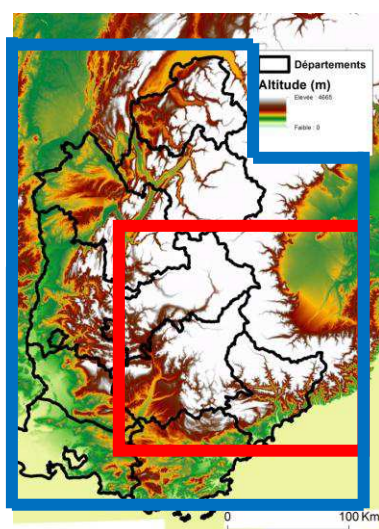 Départements
Altitude (m)
Elevée : 4665
Faible : 0
0 100 Km